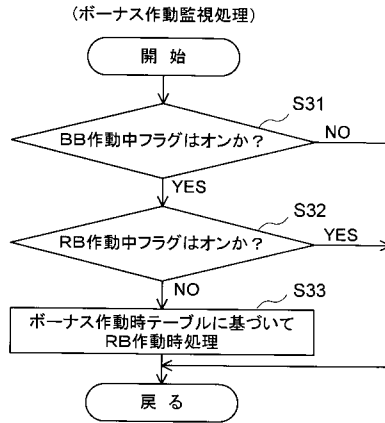 (ボーナス作動監視処理)
開 始
S31
BB作動中フラグはオンか?
NO
YES
S32
RB作動中フラグはオンか?
YES
NO
S33
ボーナス作動時テーブルに基づいて
RB作動時処理
戻 る